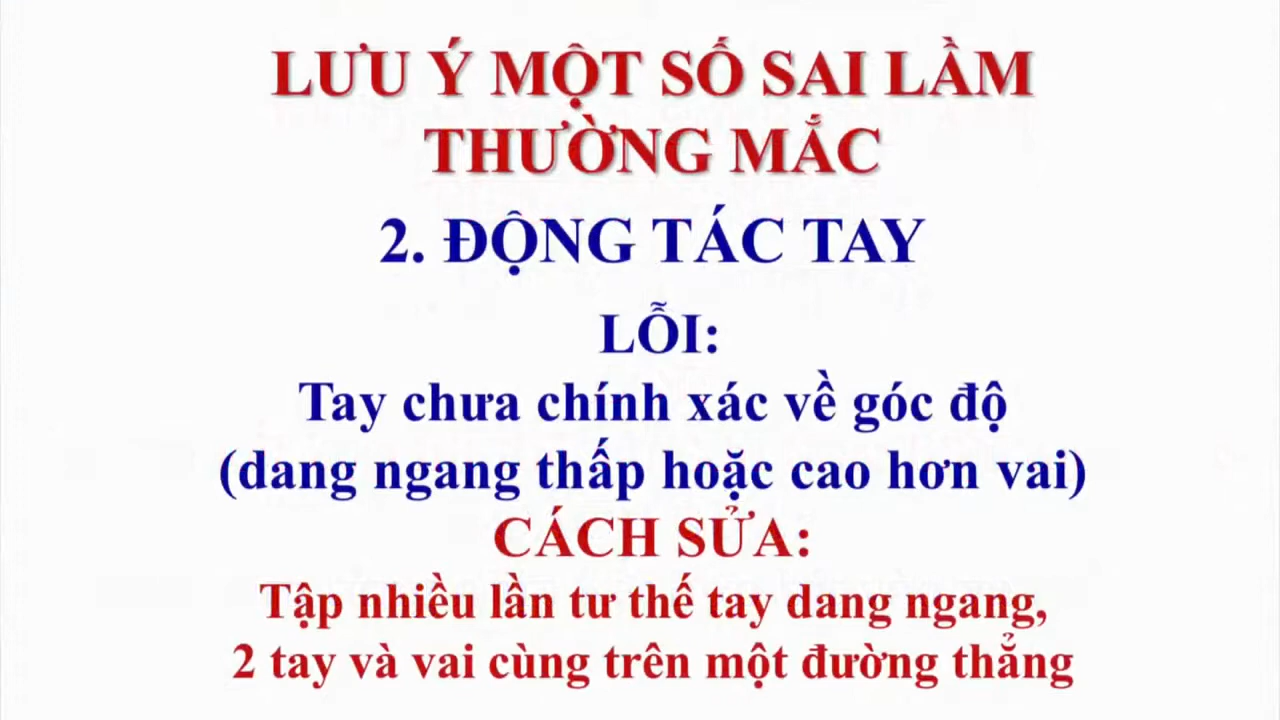 LƯU Ý MỘT SỐ SAI LẦM
THƯỜNG MẮC
2. ĐỘNG TÁC TAY
LỖI:
Tay chưa chính xác về góc độ
(dang ngang thấp hoặc cao hơn vai)
CÁCH SỬA:
Tập nhiều lần tư thế tay dang ngang,
2 tay và vai cùng trên một đường thẳng